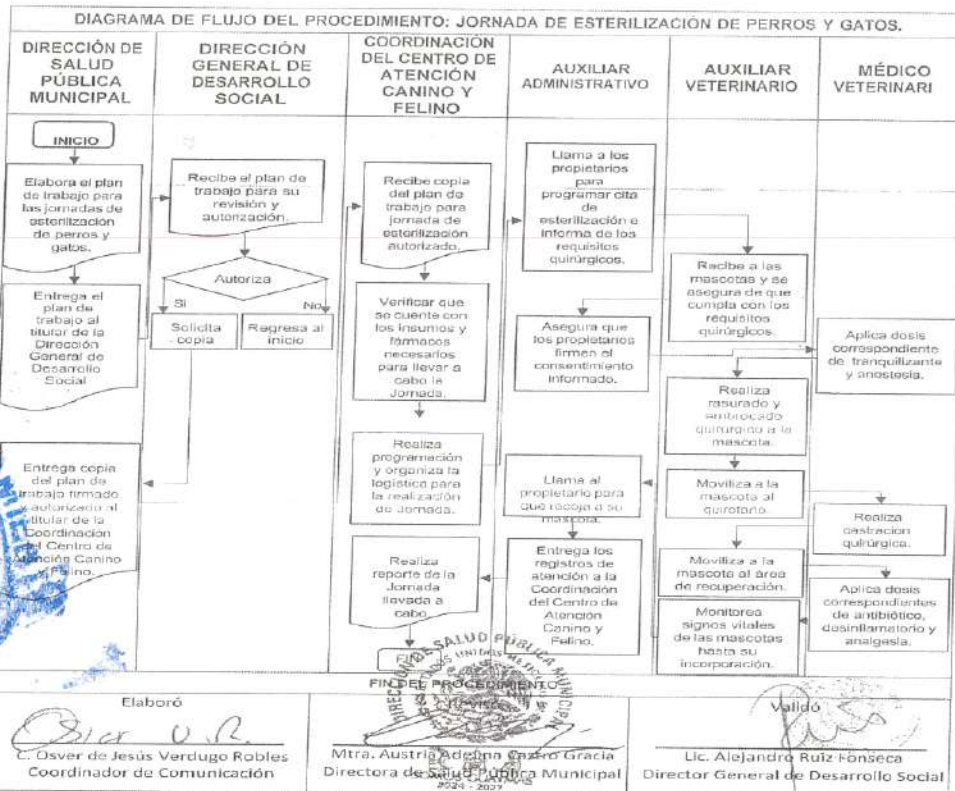 DIAGRAMA DE FLUJO DEL PROCEDIMIENTO: JORNADA DE ESTERILIZACIÓN DE PERROS Y GATOS.
DIRECCIÓN DE
SALUD
PÚBLICA
MUNICIPAL
DIRECCIÓN
GENERAL DE
DESARROLLO
SOCIAL
COORDINACIÓN
DEL CENTRO DE
ATENCIÓN
CANINO Y
FELINO
AUXILIAR
ADMINISTRATIVO
AUXILIAR
VETERINARIO
MÉDICO
VETERINARI
INICIO
Elabora el plan
de trabajo para
las jornadas de
esterilización
de perros y
gatos.
Entrega el
plan de
trabajo al
titular de la
Dirección
General de
Desarrollo
Social
Entrega copia
del plan de
trabajo firmado
y autorizado al
titular de la
Coordinación
del Centro de
Atención Canino
y Felino.
Recibe el plan de
trabajo para su
revisión y
autorización.
Autoriza
Si
No
Solicita
copia
Regresa al
inicio
Recibe copia
del plan de
trabajo para
jornada de
esterilización
autorizado.
Verificar que
se cuente con
los insumos y
fármacos
necesarios
para llevar a
cabo la
Jornada.
Realiza
programación
y organiza la
logística para
la realización
de Jornada.
Realiza
reporte de la
Jornada
llevada a
cabo.
Llama a los
propietarios
para
programar cita
de
esterilización e
informa de los
requisitos
quirúrgicos.
Asegura que
los propietarios
firmen el
consentimiento
informado.
Llama al
propietario para
que recoja a su
mascota.
Entrega los
registros de
atención a la
Coordinación
del Centro de
Atención
Canino y
Felino.
Recibe a las
mascotas y se
asegura de que
cumpla con los
requisitos
quirúrgicos.
Realiza
rasurado y
embrocado
quirúrgico a la
mascota.
Moviliza a la
mascota al
quirófano.
Moviliza a la
mascota al área
de recuperación.
Monitorea
signos vitales
de las mascotas
hasta su
incorporación.
Aplica dosis
correspondiente
de tranquilizante
y anestesia.
Realiza
castración
quirúrgica.
Aplica dosis
correspondientes
de antibiótico,
desinflamatorio y
analgesia.
FIN DEL PROCEDIMIENTO
DIRECCIÓN DE SALUD PÚBLICA MUNICIPAL
2024 - 2027
Elaboró
C. Osver de Jesús Verdugo Robles
Coordinador de Comunicación
Mtra. Austria Adelina Castro Gracia
Directora de Salud Pública Municipal
Validó
Lic. Alejandro Ruiz Fonseca
Director General de Desarrollo Social